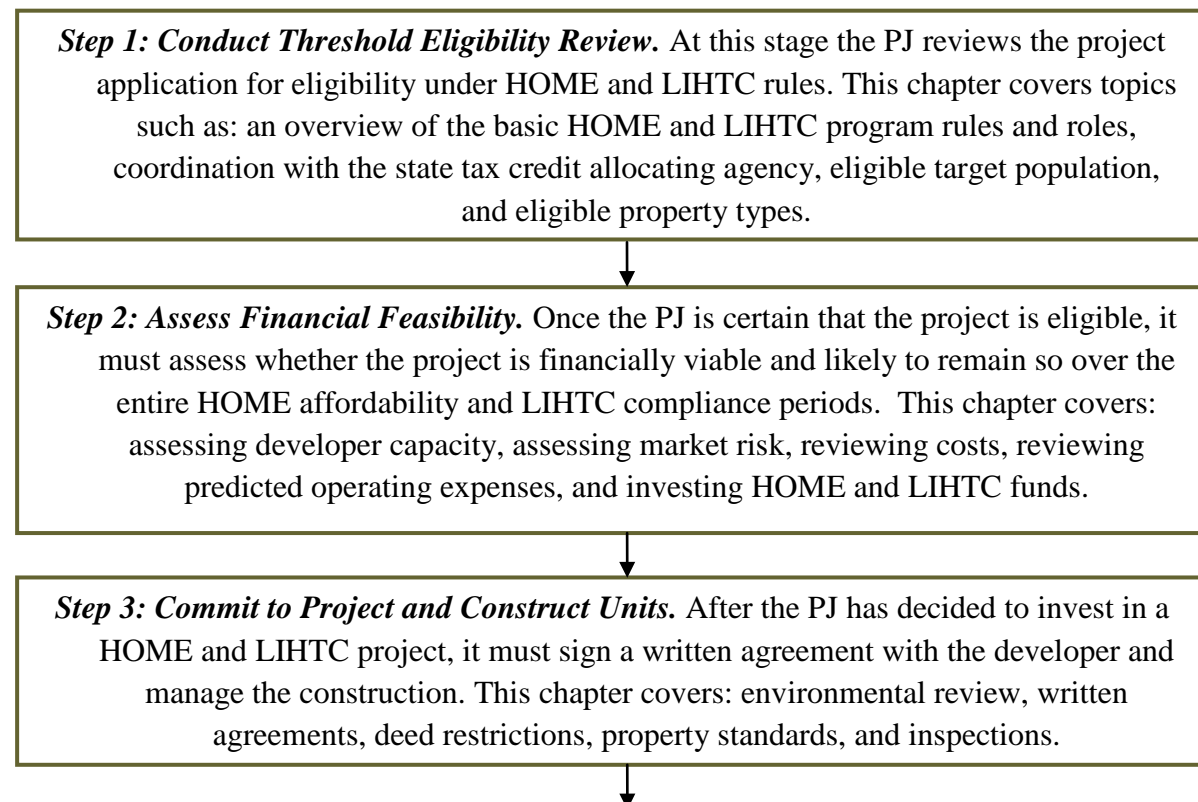 Step 1: Conduct Threshold Eligibility Review. At this stage the PJ reviews the project
application for eligibility under HOME and LIHTC rules. This chapter covers topics
such as: an overview of the basic HOME and LIHTC program rules and roles,
coordination with the state tax credit allocating agency, eligible target population,
and eligible property types.
Step 2: Assess Financial Feasibility. Once the PJ is certain that the project is eligible, it
must assess whether the project is financially viable and likely to remain so over the
entire HOME affordability and LIHTC compliance periods.  This chapter covers:
assessing developer capacity, assessing market risk, reviewing costs, reviewing
predicted operating expenses, and investing HOME and LIHTC funds.
Step 3: Commit to Project and Construct Units. After the PJ has decided to invest in a
HOME and LIHTC project, it must sign a written agreement with the developer and
manage the construction. This chapter covers: environmental review, written
agreements, deed restrictions, property standards, and inspections.